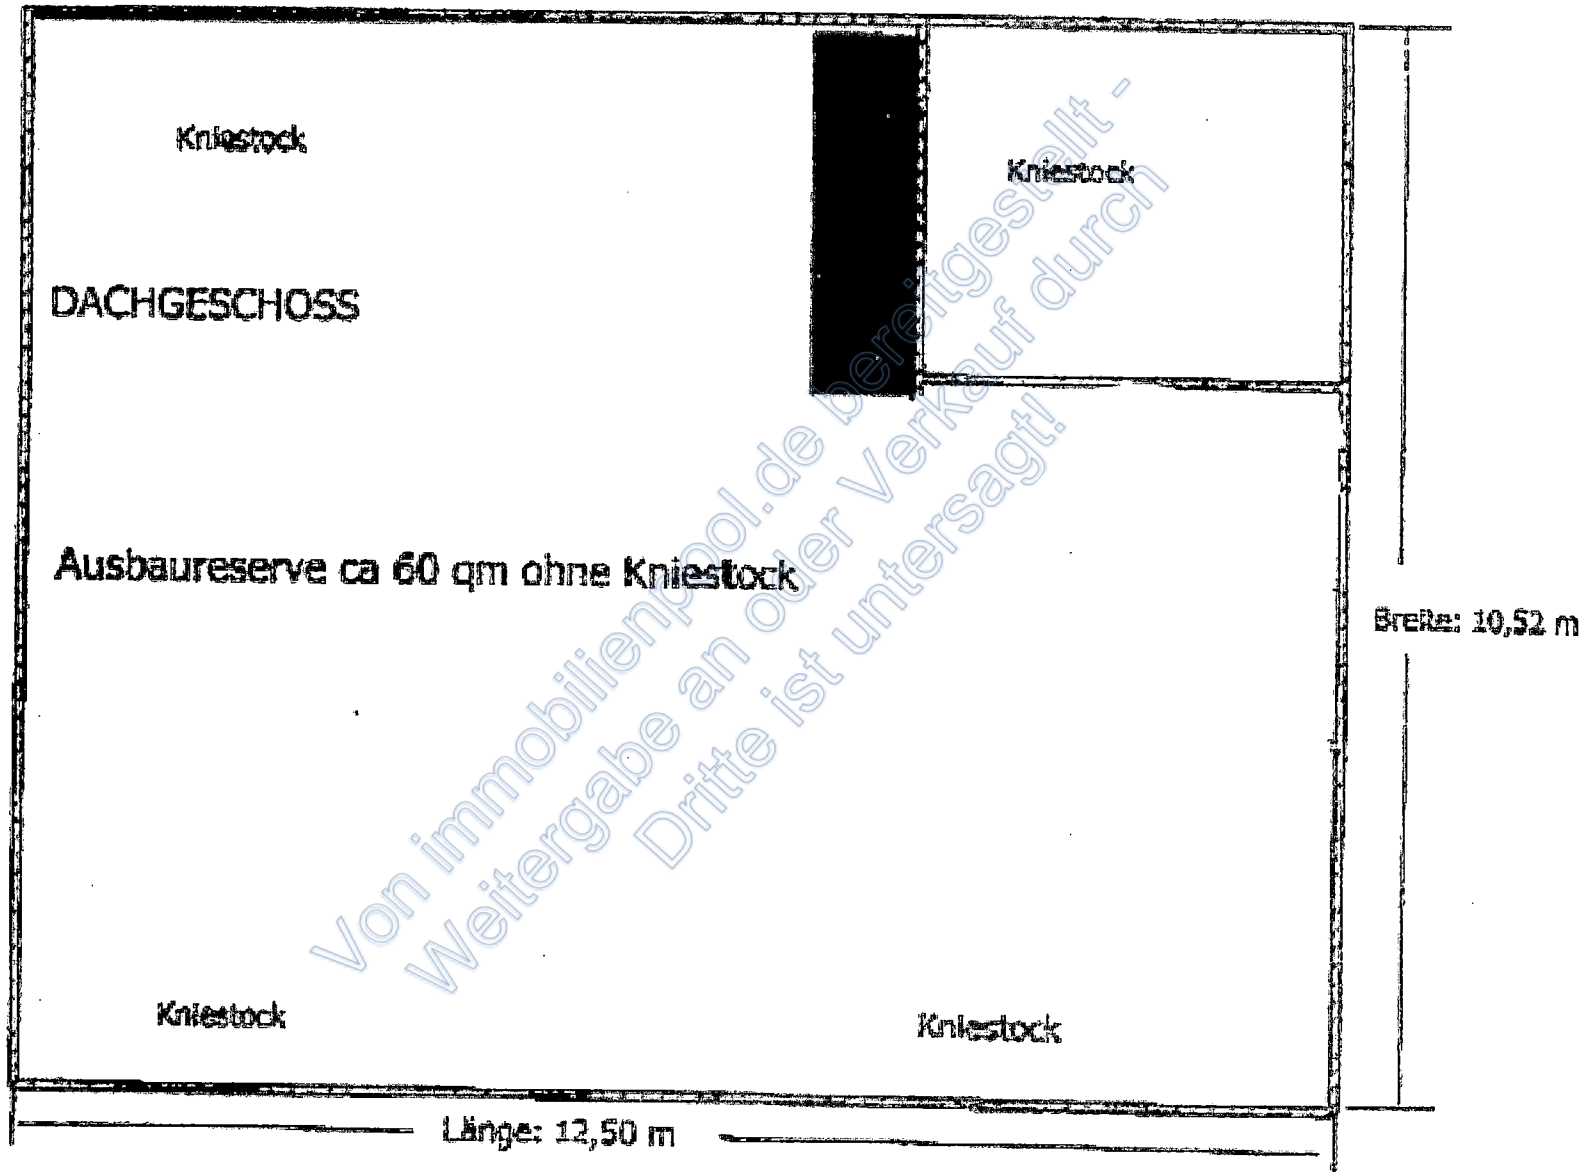 Kniestock
Kniestock
DACHGESCHOSS
Ausbaureserve ca 60 qm ohne Kniestock
Breite: 10,52 m
Kniestock
Kniestock
Länge: 12,50 m
Von immobilienpool.de bereitgestellt -
Weitergabe an oder Verkauf durch
Dritte ist untersagt!